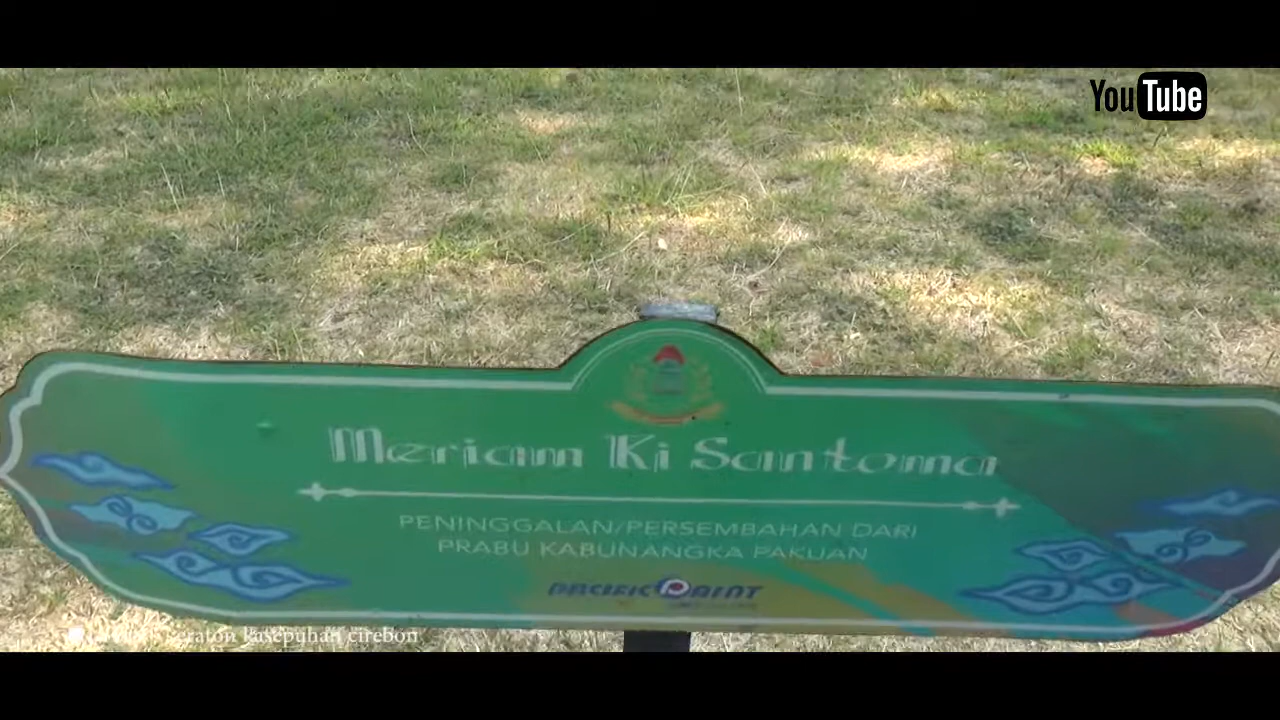 YouTube
Meriam Ki Santoma
PENINGGALAN/PERSEMBAHAN DARI
PRABU KABUNANGKA PAKUAN
PACIFIC PAINT
keraton kasepuhan cirebon